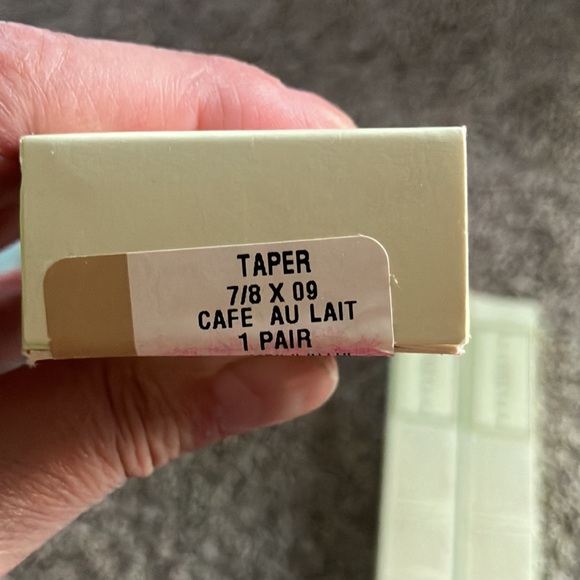 TAPER
7/8 X 09
CAFE AU LAIT
1 PAIR